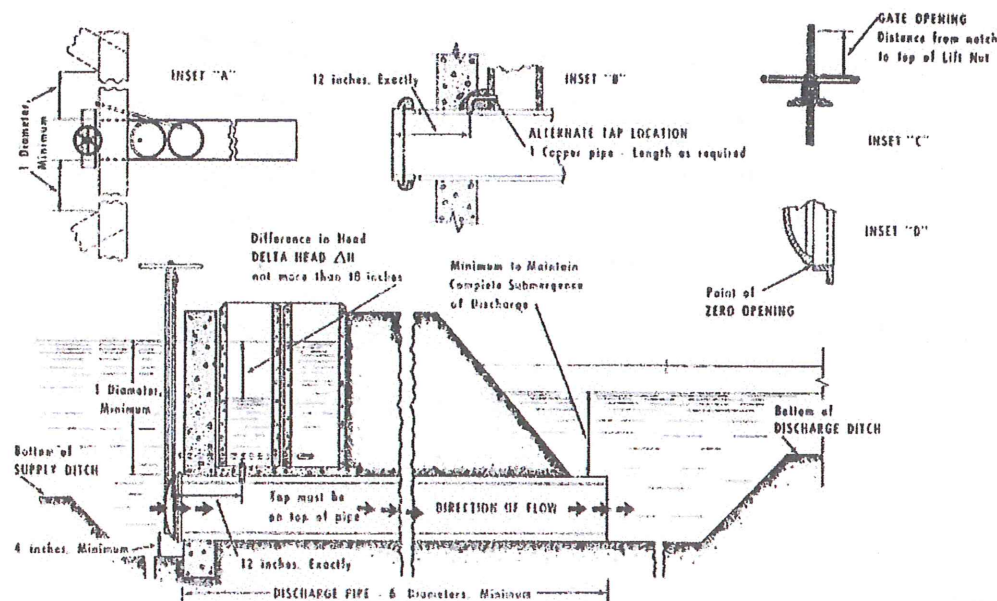 GATE OPENING
Distance from notch
to top of Lift Nut
INSET "A"
12 inches. Exactly
INSET "B"
1 Diameter,
Minimum
ALTERNATE TAP LOCATION
1 Copper pipe - Length as required
INSET "C"
INSET "D"
Difference in Head
DELTA HEAD △H
not more than 18 inches
Minimum to Maintain
Complete Submergence
of Discharge
Point of
ZERO OPENING
1 Diameter,
Minimum
Bottom of
SUPPLY DITCH
Bottom of
DISCHARGE DITCH
Tap must be
on top of pipe
DIRECTION OF FLOW
4 inches. Minimum
12 inches. Exactly
DISCHARGE PIPE - 6 Diameters. Minimum